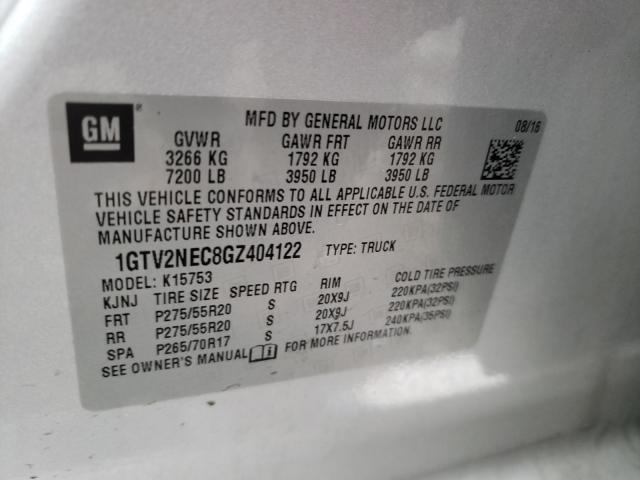 GM ®
MFD BY GENERAL MOTORS LLC 08/16
GVWR GAWR FRT GAWR RR
3266 KG 1792 KG 1792 KG
7200 LB 3950 LB 3950 LB
THIS VEHICLE CONFORMS TO ALL APPLICABLE U.S. FEDERAL MOTOR
VEHICLE SAFETY STANDARDS IN EFFECT ON THE DATE OF
MANUFACTURE SHOWN ABOVE.
1GTV2NEC8GZ404122 TYPE: TRUCK
MODEL: K15753
KJNJ TIRE SIZE SPEED RTG RIM COLD TIRE PRESSURE
FRT P275/55R20 S 20X9J 220KPA(32PSI)
RR P275/55R20 S 20X9J 220KPA(32PSI)
SPA P265/70R17 S 17X7.5J 240KPA(35PSI)
SEE OWNER'S MANUAL FOR MORE INFORMATION.